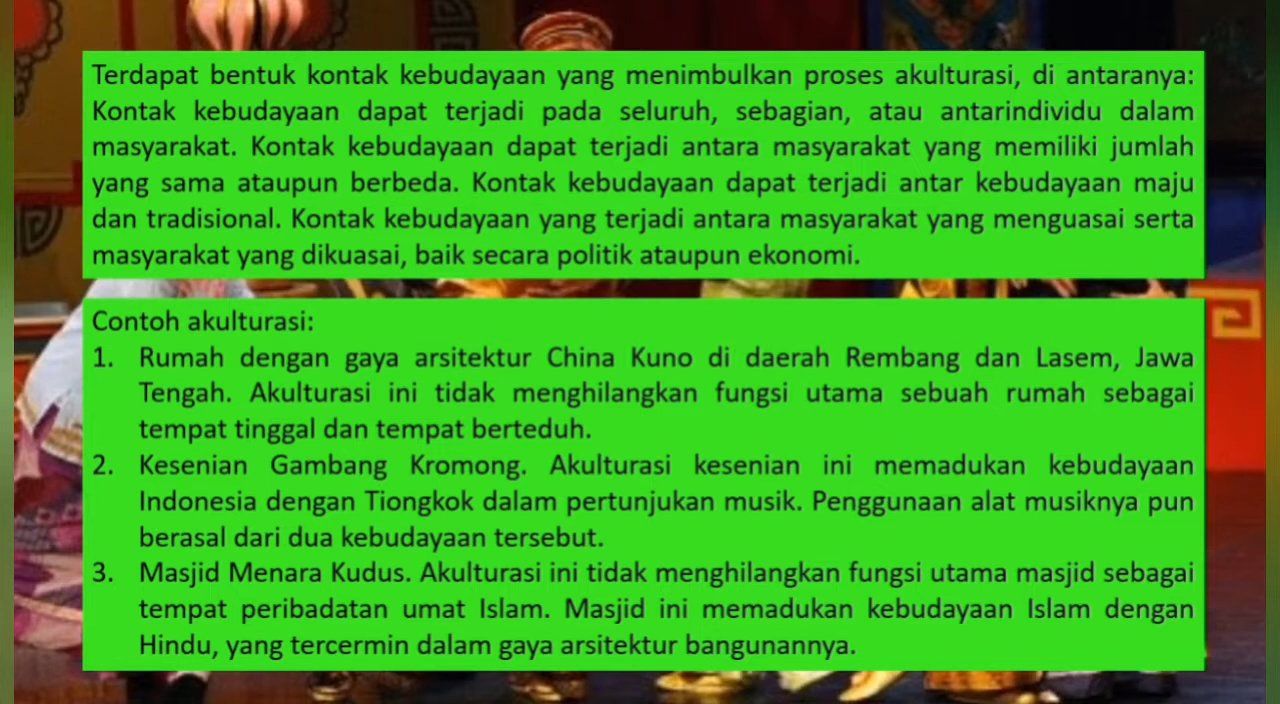 Terdapat bentuk kontak kebudayaan yang menimbulkan proses akulturasi, di antaranya:
Kontak kebudayaan dapat terjadi pada seluruh, sebagian, atau antarindividu dalam
masyarakat. Kontak kebudayaan dapat terjadi antara masyarakat yang memiliki jumlah
yang sama ataupun berbeda. Kontak kebudayaan dapat terjadi antar kebudayaan maju
dan tradisional. Kontak kebudayaan yang terjadi antara masyarakat yang menguasai serta
masyarakat yang dikuasai, baik secara politik ataupun ekonomi.
Contoh akulturasi:
1. Rumah dengan gaya arsitektur China Kuno di daerah Rembang dan Lasem, Jawa
Tengah. Akulturasi ini tidak menghilangkan fungsi utama sebuah rumah sebagai
tempat tinggal dan tempat berteduh.
2. Kesenian Gambang Kromong. Akulturasi kesenian ini memadukan kebudayaan
Indonesia dengan Tiongkok dalam pertunjukan musik. Penggunaan alat musiknya pun
berasal dari dua kebudayaan tersebut.
3. Masjid Menara Kudus. Akulturasi ini tidak menghilangkan fungsi utama masjid sebagai
tempat peribadatan umat Islam. Masjid ini memadukan kebudayaan Islam dengan
Hindu, yang tercermin dalam gaya arsitektur bangunannya.